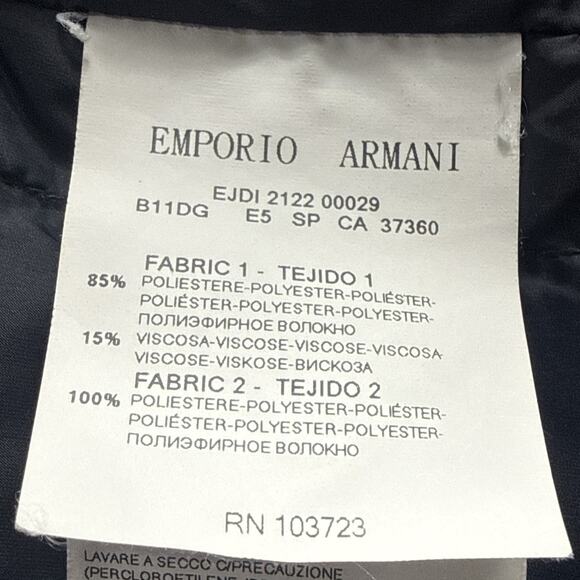 EMPORIO ARMANI
EJDI 2122 00029
B11DG E5 SP CA 37360
FABRIC 1 - TEJIDO 1
85% POLIESTERE-POLYESTER-POLIÉSTER-
POLIÉSTER-POLYESTER-POLYESTER-
ПОЛИЭФИРНОЕ ВОЛОКНО
15% VISCOSA-VISCOSE-VISCOSE-VISCOSA
VISCOSE-VISKOSE-ВИСКОЗА
FABRIC 2 - TEJIDO 2
100% POLIESTERE-POLYESTER-POLIÉSTER-
POLIÉSTER-POLYESTER-POLYESTER-
ПОЛИЭФИРНОЕ ВОЛОКНО
RN 103723
LAVARE A SECCO C/PRECAUZIONE
(PERCLOROETILENE